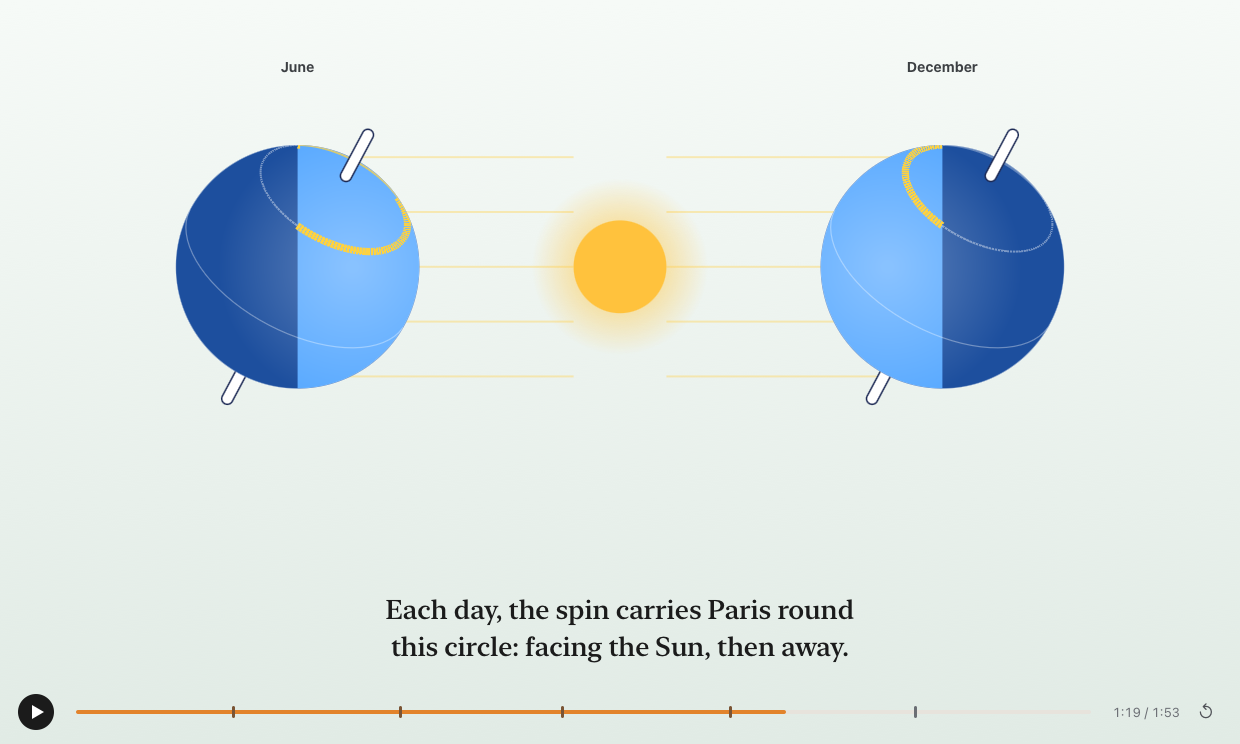 June
December
Each day, the spin carries Paris round
this circle: facing the Sun, then away.
1:19 / 1:53